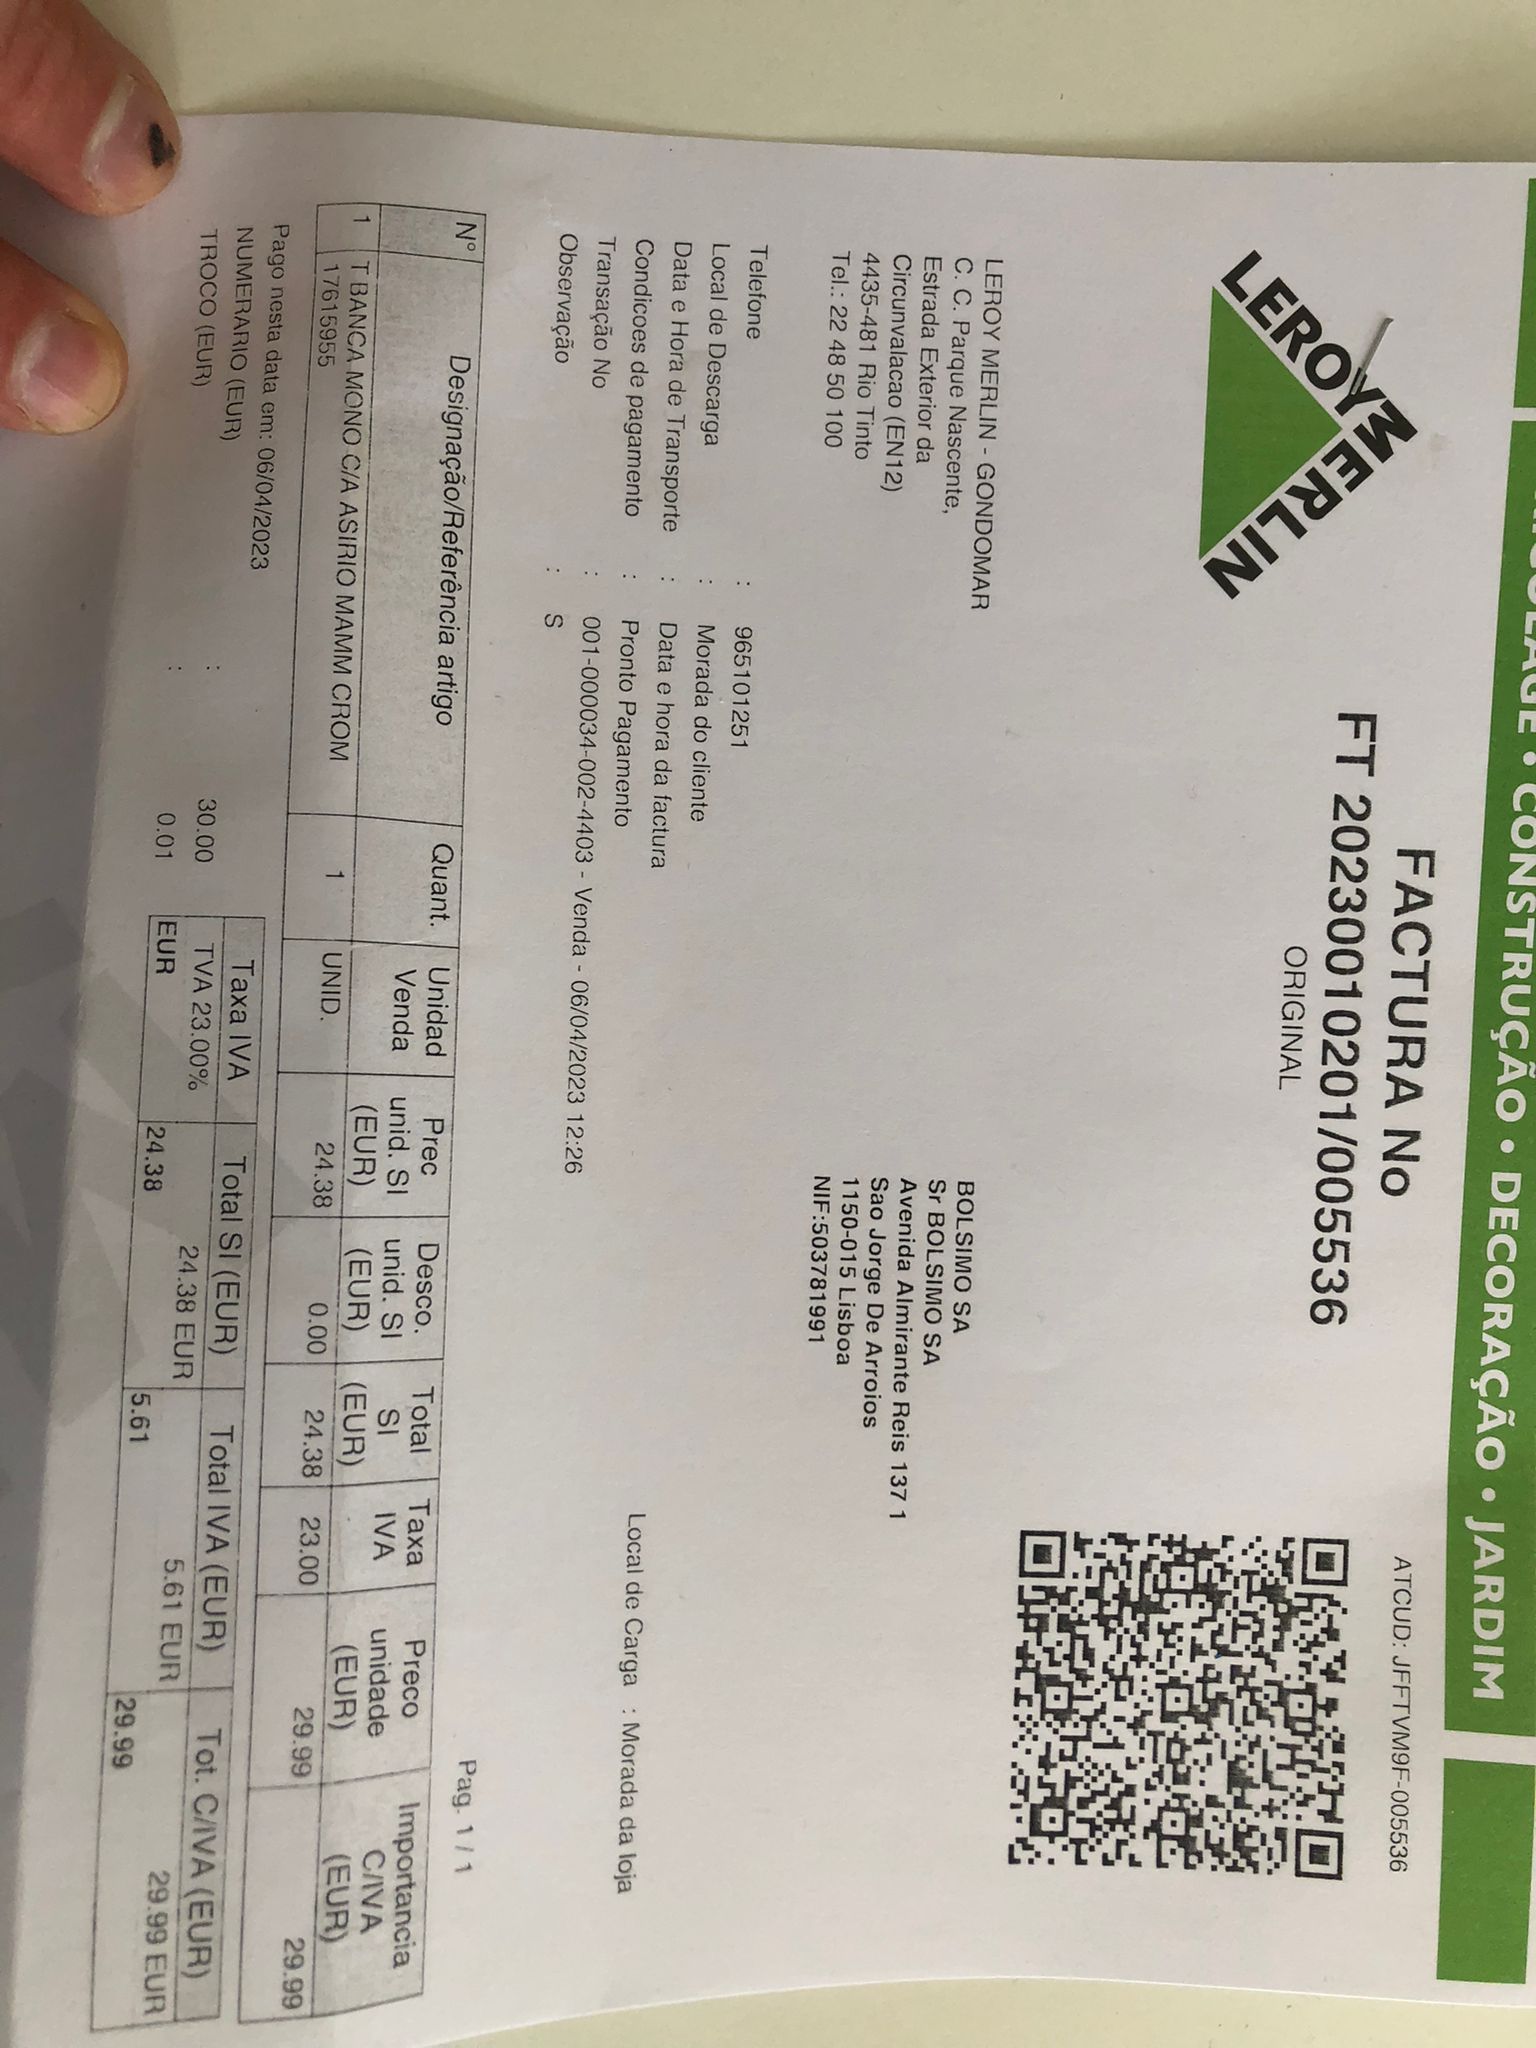 CONSTRUÇÃO • DECORAÇÃO • JARDIM
LEROY MERLIN
FACTURA No
FT 20230010201/005536
ORIGINAL
ATCUD: JFFTVM9F-005536
LEROY MERLIN - GONDOMAR
C. C. Parque Nascente,
Estrada Exterior da
Circunvalacao (EN12)
4435-481 Rio Tinto
Tel.: 22 48 50 100
BOLSIMO SA
Sr BOLSIMO SA
Avenida Almirante Reis 137 1
Sao Jorge De Arroios
1150-015 Lisboa
NIF:503781991
Telefone : 965101251
Local de Descarga : Morada do cliente
Data e Hora de Transporte : Data e hora da factura
Condicoes de pagamento : Pronto Pagamento
Local de Carga : Morada da loja
Transação No : 001-000034-002-4403 - Venda - 06/04/2023 12:26
Observação : S
Pag. 1 / 1
Nº Designação/Referência artigo Quant. Unidad Venda Prec unid. SI (EUR) Desco. unid. SI (EUR) Total SI (EUR) Taxa IVA Preco unidade (EUR) Importancia C/IVA (EUR)
1 T.BANCA MONO C/A ASIRIO MAMM CROM 1 UNID. 24.38 0.00 24.38 23.00 29.99 29.99
17615955
Pago nesta data em: 06/04/2023
NUMERARIO (EUR) : 30.00
TROCO (EUR) : 0.01
Taxa IVA Total SI (EUR) Total IVA (EUR) Tot. C/IVA (EUR)
TVA 23.00% 24.38 EUR 5.61 EUR 29.99 EUR
EUR 24.38 5.61 29.99